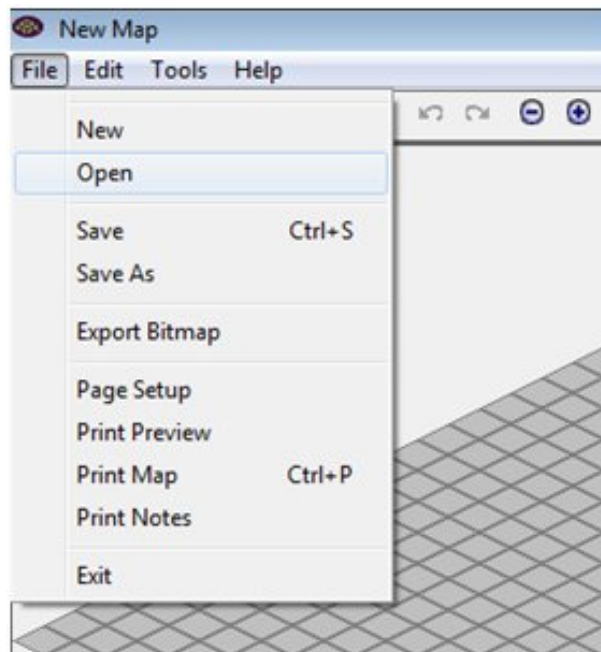 New Map
File Edit Tools Help
New
Open
Save Ctrl+S
Save As
Export Bitmap
Page Setup
Print Preview
Print Map Ctrl+P
Print Notes
Exit